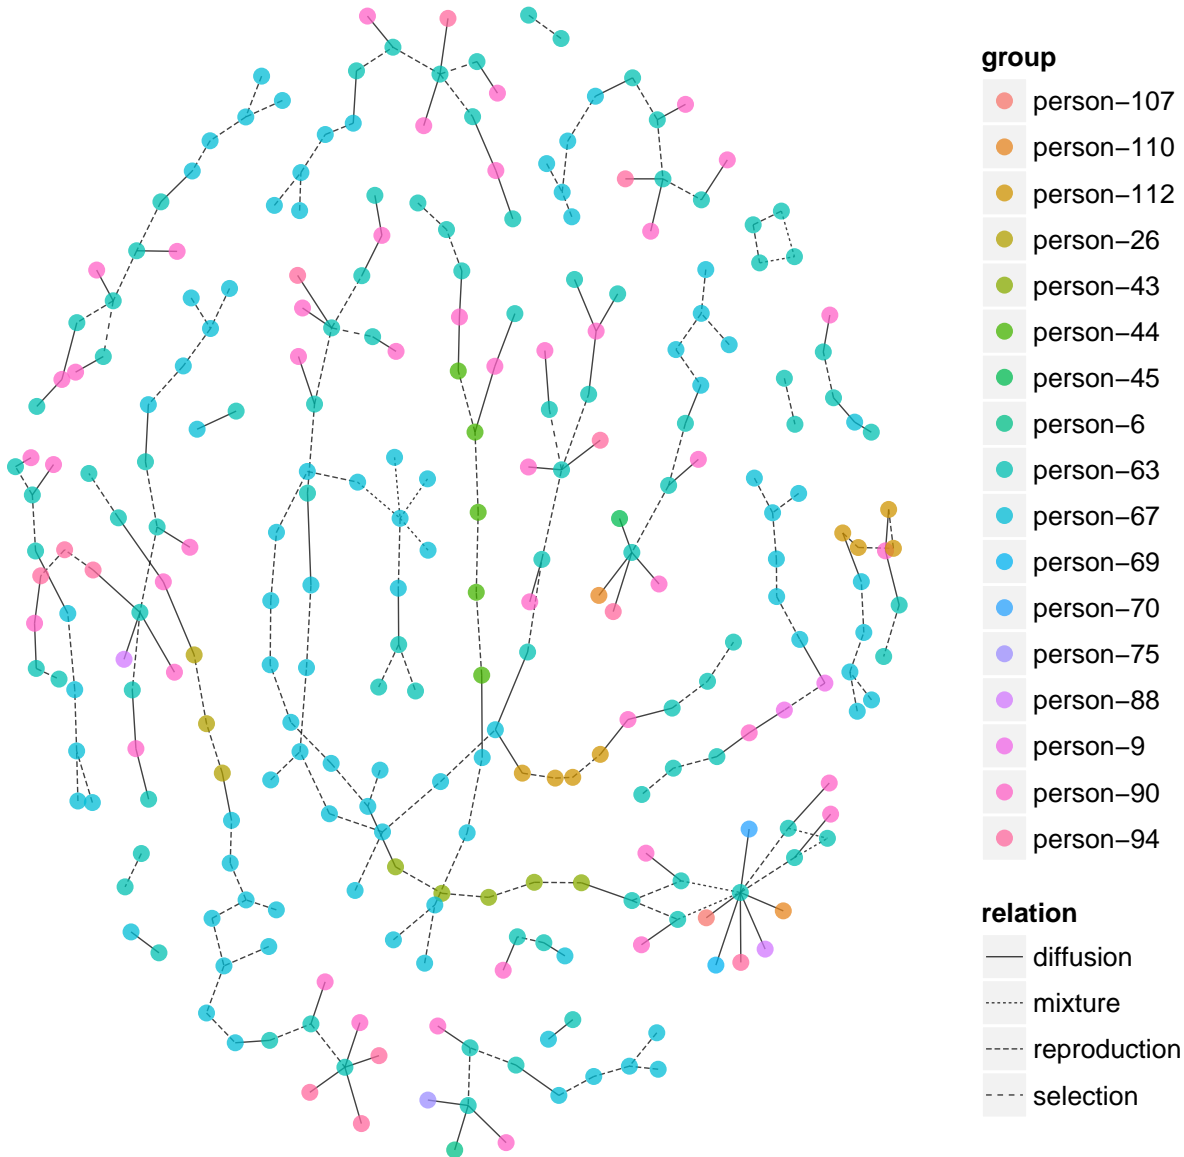 group
person−107
person−110
person−112
person−26
person−43
person−44
person−45
person−6
person−63
person−67
person−69
person−70
person−75
person−88
person−9
person−90
person−94
relation
diffusion
mixture
reproduction
selection